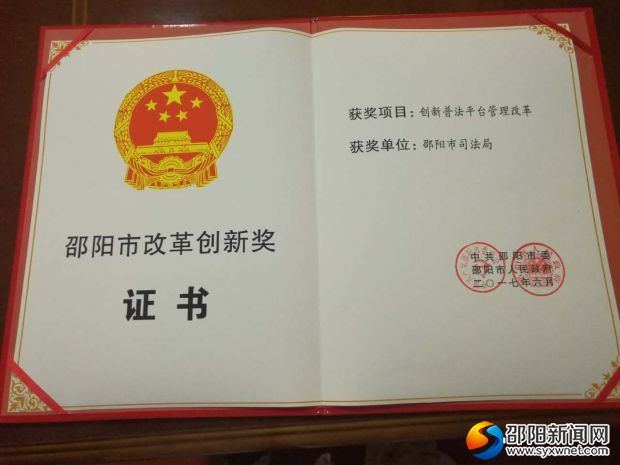 邵阳市改革创新奖
证书
获奖项目：创新普法平台管理改革
获奖单位：邵阳市司法局
中共邵阳市委
邵阳市人民政府
二〇一七年六月
邵阳新闻网
www.syxwnet.com